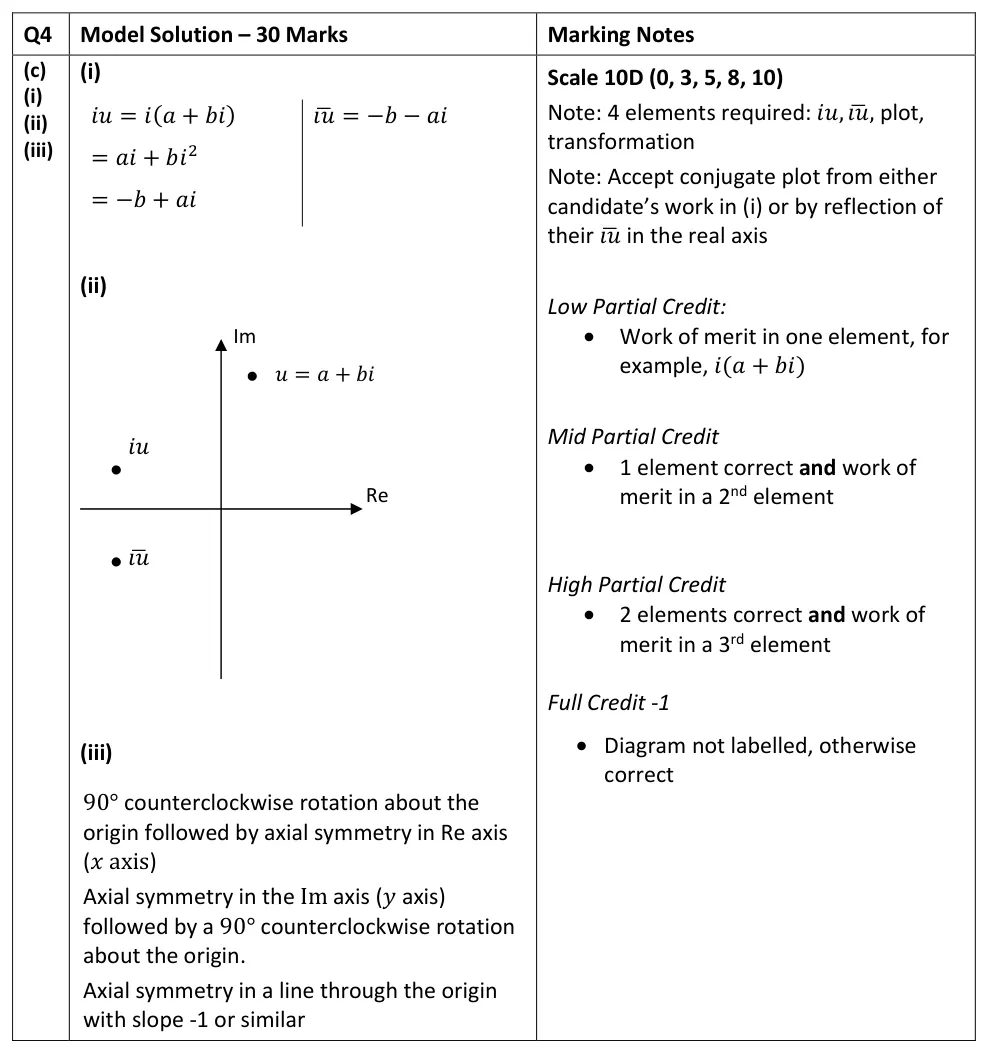 Q4 Model Solution – 30 Marks Marking Notes
(c)
(i)
(ii)
(iii)
(i)
iu = i(a + bi)
= ai + bi²
= −b + ai
i̅u̅ = −b − ai
(ii)
Im
u = a + bi
iu
Re
i̅u̅
(iii)
90° counterclockwise rotation about the
origin followed by axial symmetry in Re axis
(x axis)
Axial symmetry in the Im axis (y axis)
followed by a 90° counterclockwise rotation
about the origin.
Axial symmetry in a line through the origin
with slope -1 or similar
Scale 10D (0, 3, 5, 8, 10)
Note: 4 elements required: iu, i̅u̅, plot,
transformation
Note: Accept conjugate plot from either
candidate’s work in (i) or by reflection of
their i̅u̅ in the real axis
Low Partial Credit:
• Work of merit in one element, for
example, i(a + bi)
Mid Partial Credit
• 1 element correct and work of
merit in a 2nd element
High Partial Credit
• 2 elements correct and work of
merit in a 3rd element
Full Credit -1
• Diagram not labelled, otherwise
correct